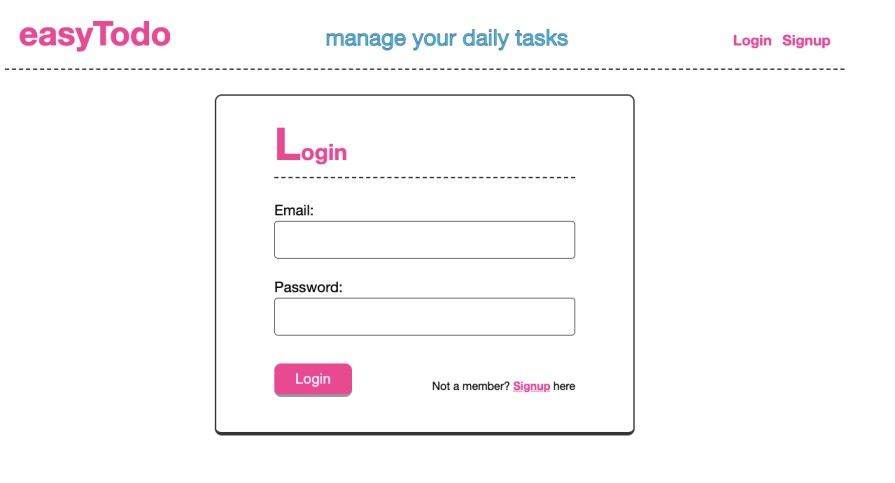 easyTodo
manage your daily tasks
Login Signup
Login
Email:
Password:
Login
Not a member? Signup here